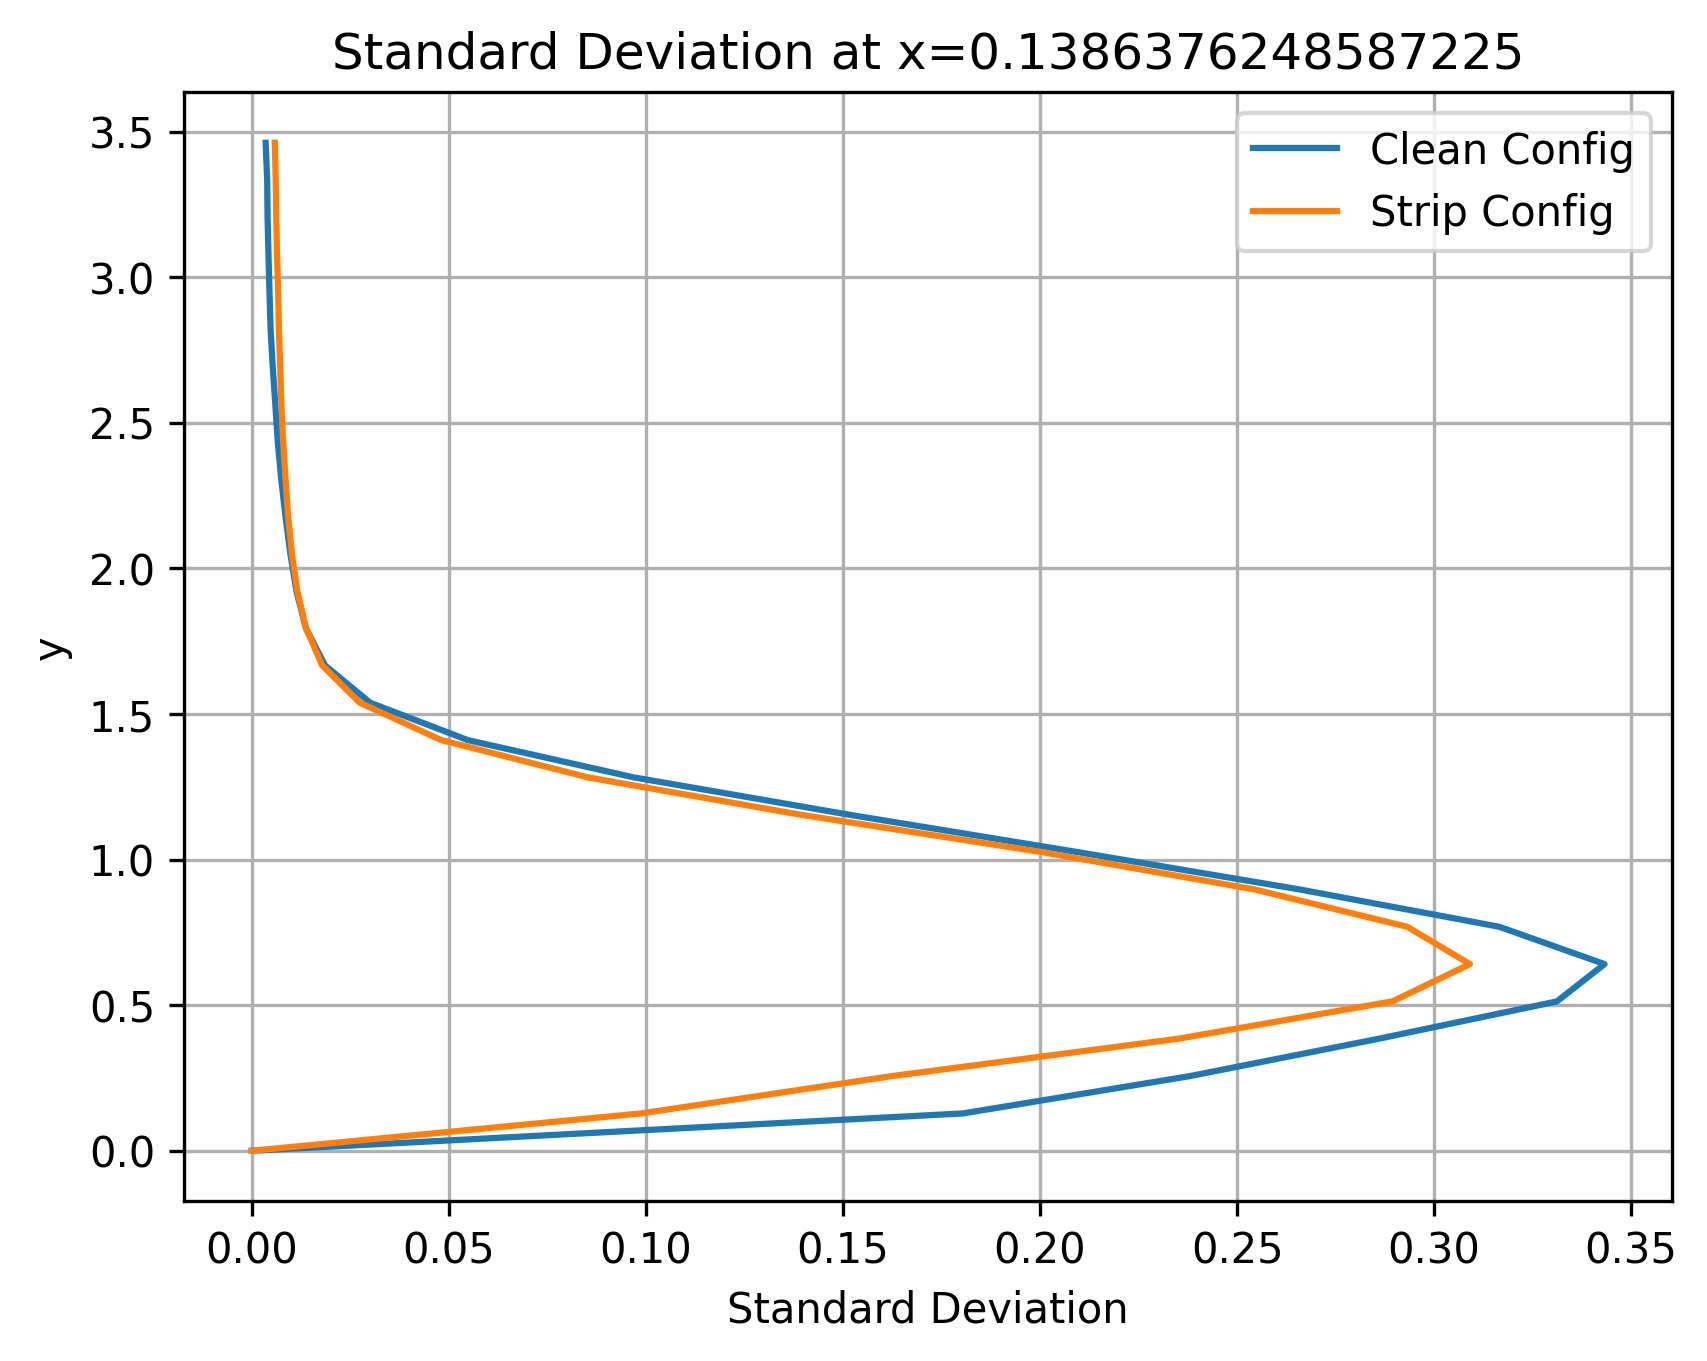 Standard Deviation at x=0.1386376248587225
Clean Config
Strip Config
3.5
3.0
2.5
2.0
1.5
1.0
0.5
0.0
y
0.00 0.05 0.10 0.15 0.20 0.25 0.30 0.35
Standard Deviation